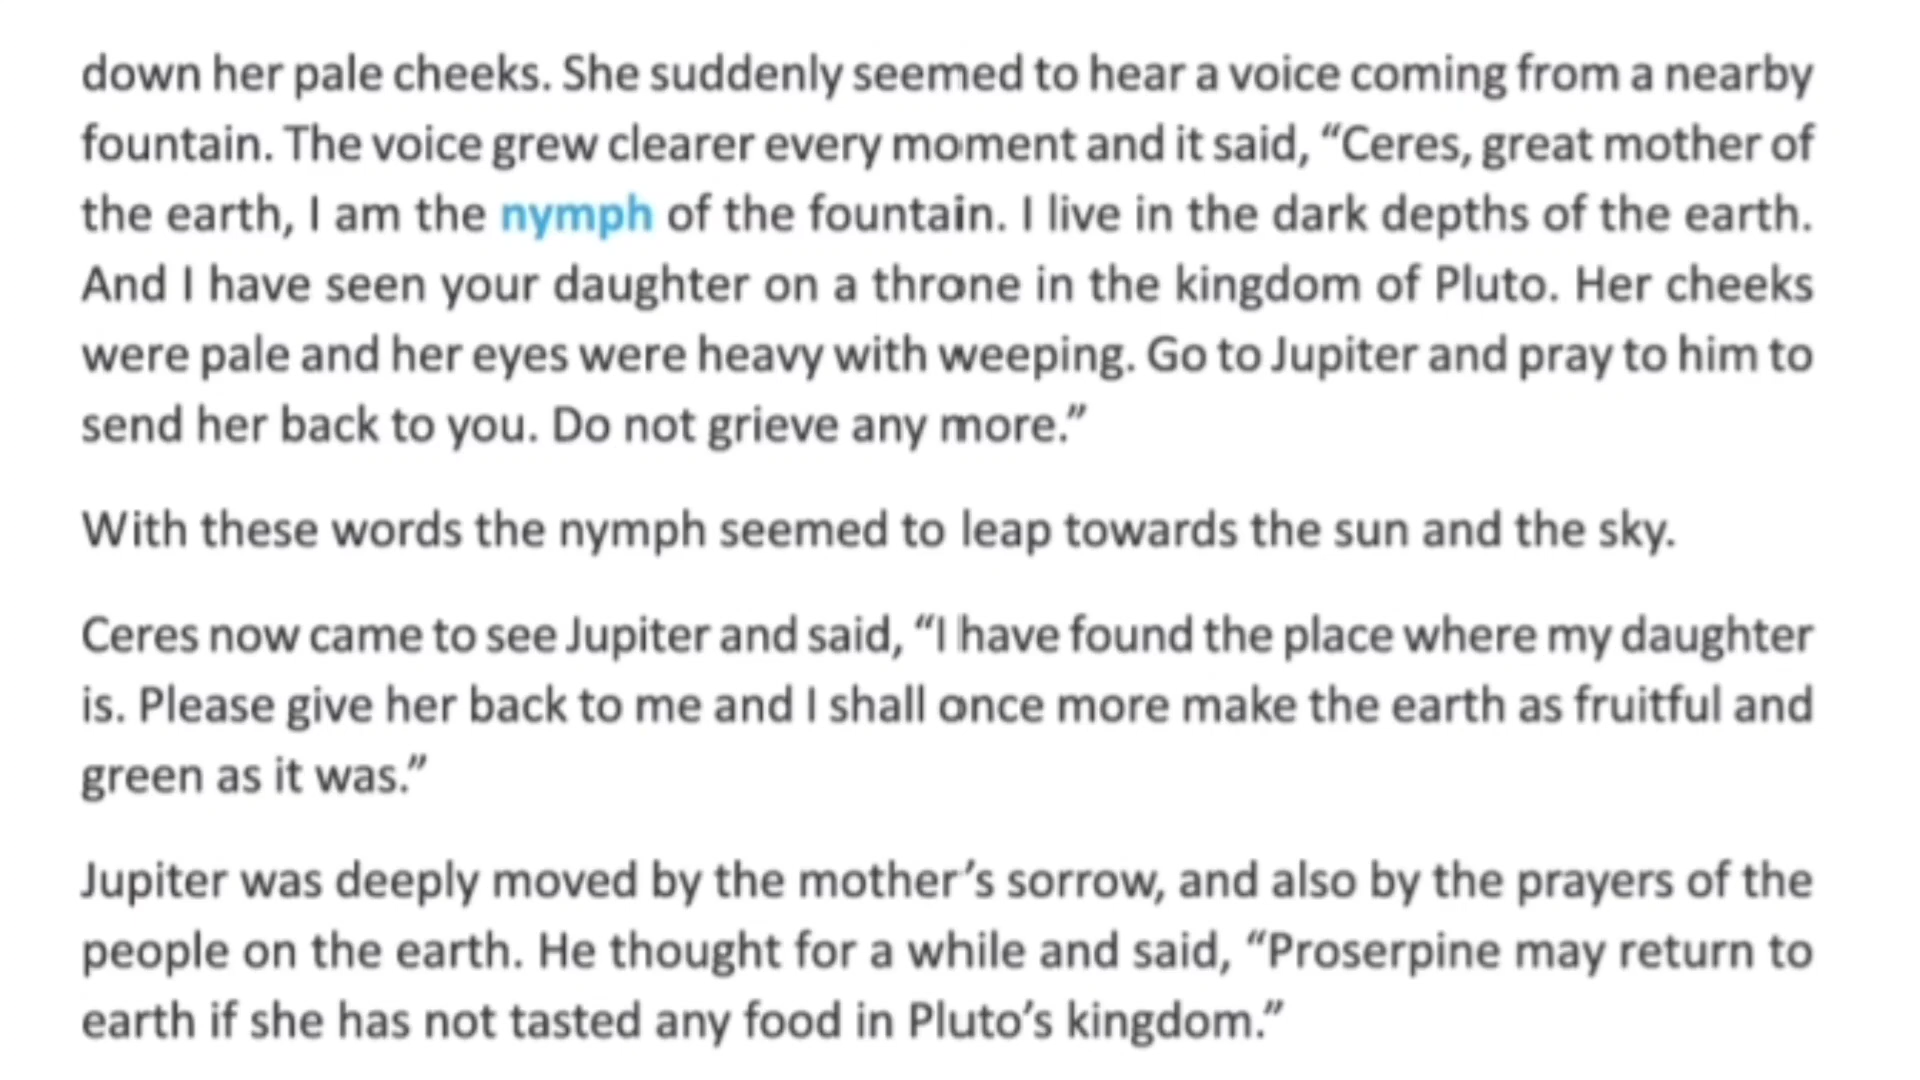 down her pale cheeks. She suddenly seemed to hear a voice coming from a nearby
fountain. The voice grew clearer every moment and it said, “Ceres, great mother of
the earth, I am the nymph of the fountain. I live in the dark depths of the earth.
And I have seen your daughter on a throne in the kingdom of Pluto. Her cheeks
were pale and her eyes were heavy with weeping. Go to Jupiter and pray to him to
send her back to you. Do not grieve any more.”
With these words the nymph seemed to leap towards the sun and the sky.
Ceres now came to see Jupiter and said, “I have found the place where my daughter
is. Please give her back to me and I shall once more make the earth as fruitful and
green as it was.”
Jupiter was deeply moved by the mother’s sorrow, and also by the prayers of the
people on the earth. He thought for a while and said, “Proserpine may return to
earth if she has not tasted any food in Pluto’s kingdom.”